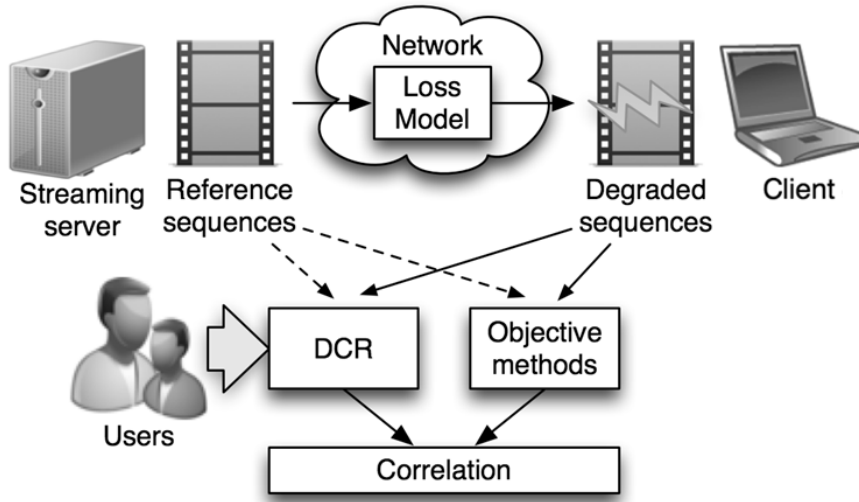 Network
Loss
Model
Streaming
server
Reference
sequences
Degraded
sequences
Client
DCR
Objective
methods
Users
Correlation